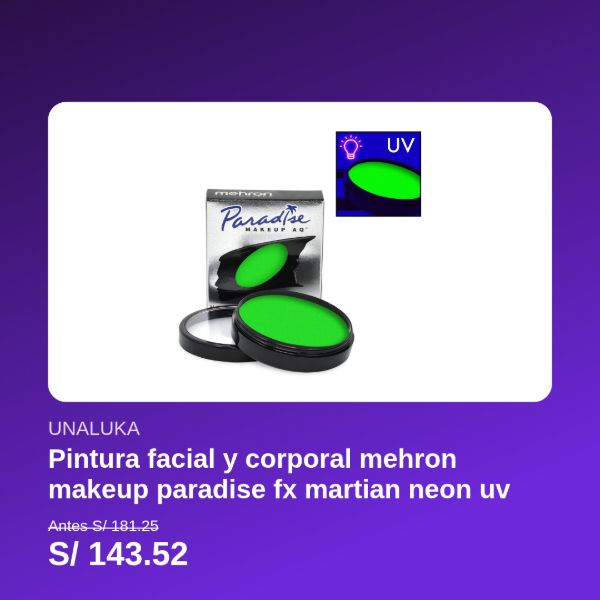 UV
mehron
Paradise
MAKEUP AQ™
UNALUKA
Pintura facial y corporal mehron
makeup paradise fx martian neon uv
Antes S/ 181.25
S/ 143.52